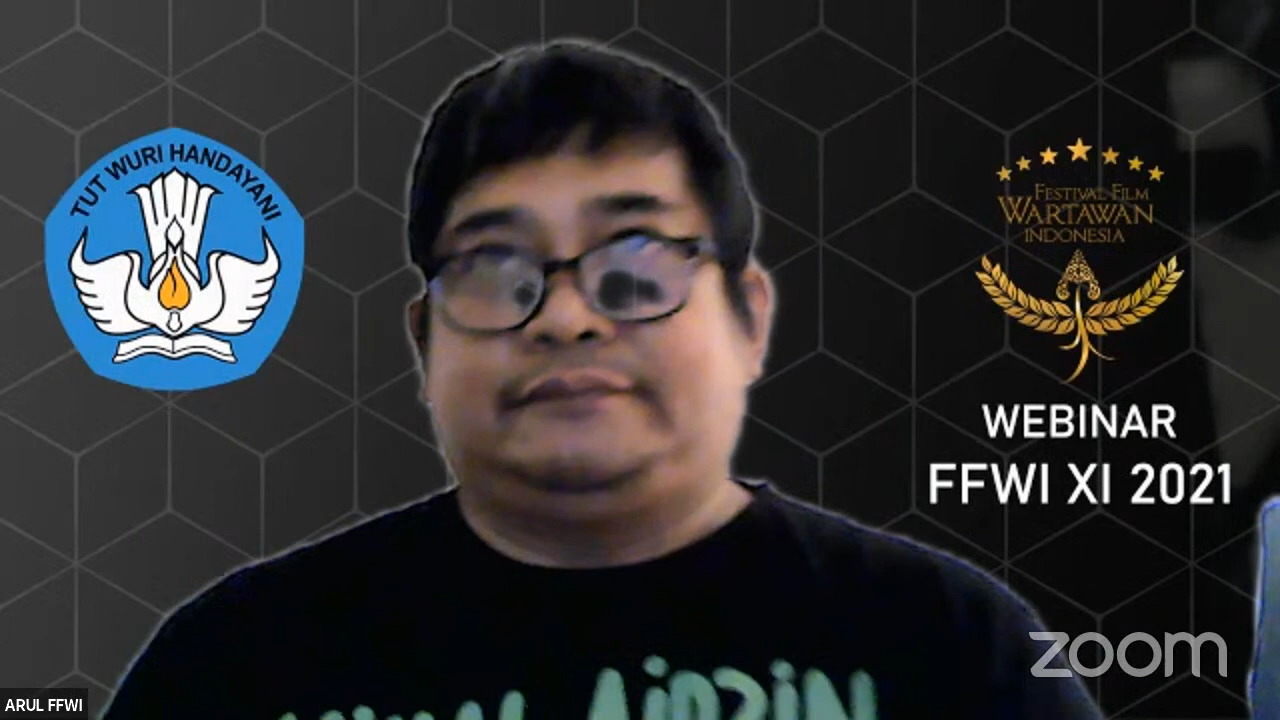 TUT WURI HANDAYANI
FESTIVAL FILM
WARTAWAN
INDONESIA
WEBINAR
FFWI XI 2021
zoom
ARUL FFWI